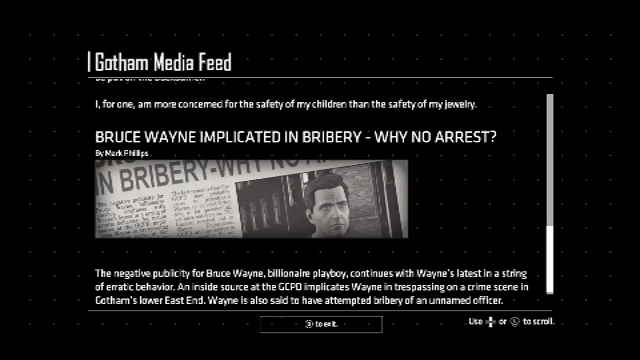 Gotham Media Feed
I, for one, am more concerned for the safety of my children than the safety of my jewelry.
BRUCE WAYNE IMPLICATED IN BRIBERY - WHY NO ARREST?
By Mark Phillips
IN BRIBERY-WHY NO
The negative publicity for Bruce Wayne, billionaire playboy, continues with Wayne's latest in a string
of erratic behavior. An inside source at the GCPD implicates Wayne in trespassing on a crime scene in
Gotham's lower East End. Wayne is also said to have attempted bribery of an unnamed officer.
to exit.
Use or L to scroll.